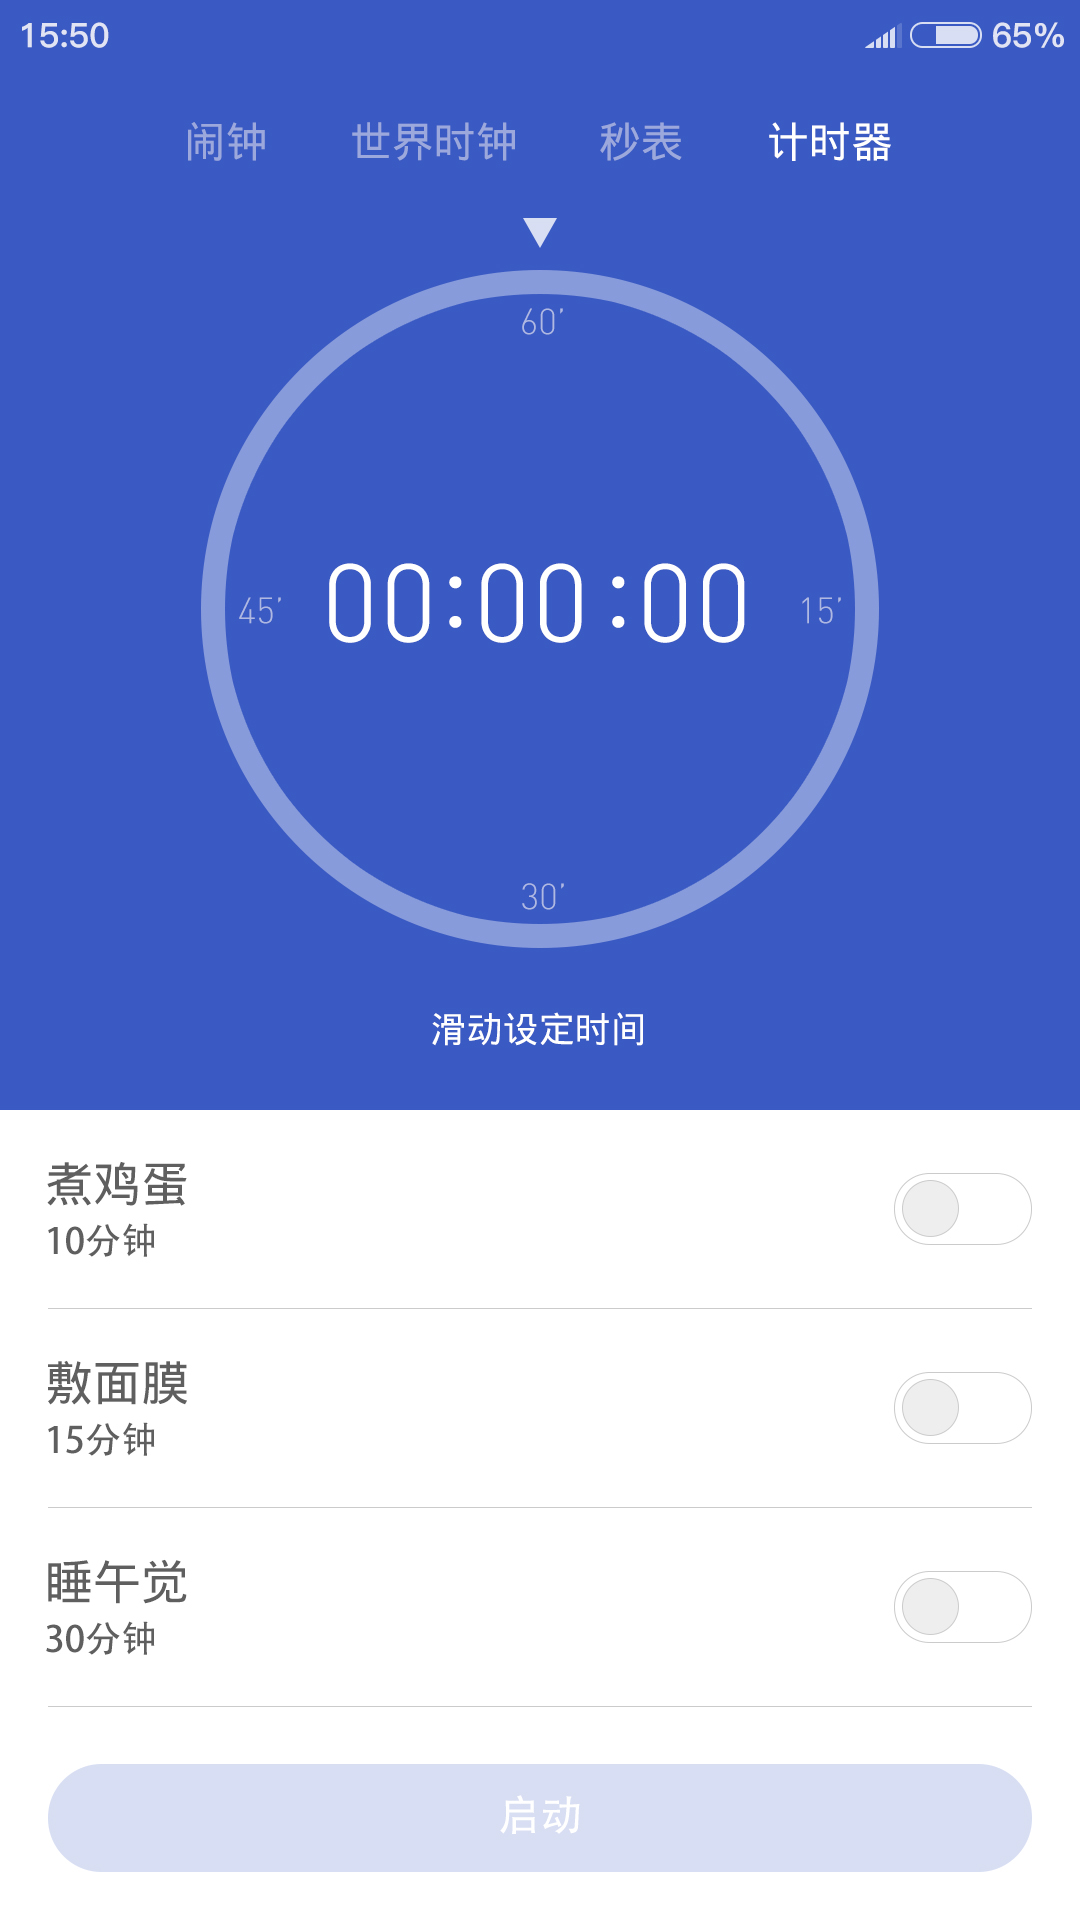 15:50 65%
闹钟 世界时钟 秒表 计时器
60'
45' 00:00:00 15'
30'
滑动设定时间
煮鸡蛋
10分钟
敷面膜
15分钟
睡午觉
30分钟
启动